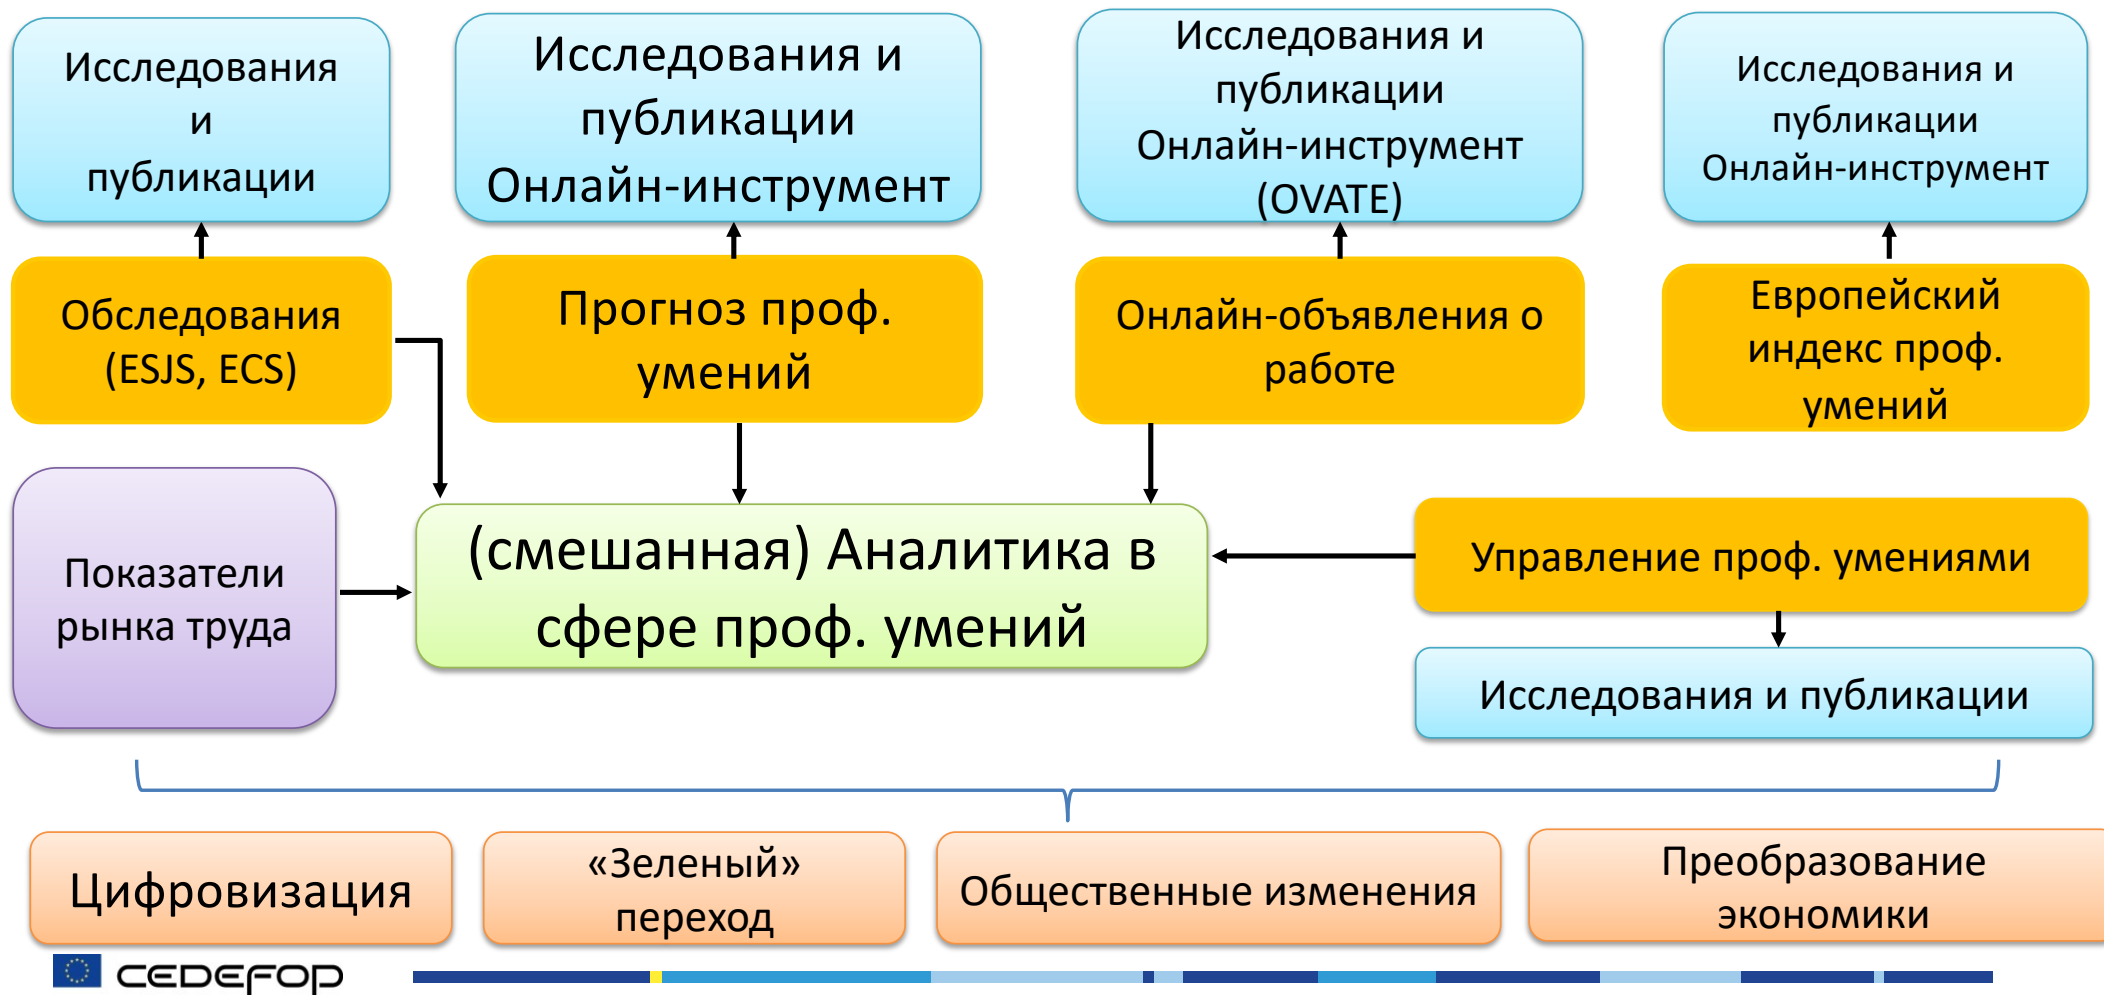 Исследования
и
публикации
Исследования и
публикации
Онлайн-инструмент
Исследования и
публикации
Онлайн-инструмент
(OVATE)
Исследования и
публикации
Онлайн-инструмент
Обследования
(ESJS, ECS)
Прогноз проф.
умений
Онлайн-объявления о
работе
Европейский
индекс проф.
умений
Показатели
рынка труда
(смешанная) Аналитика в
сфере проф. умений
Управление проф. умениями
Исследования и публикации
Цифровизация
«Зеленый»
переход
Общественные изменения
Преобразование
экономики
CEDEFOP